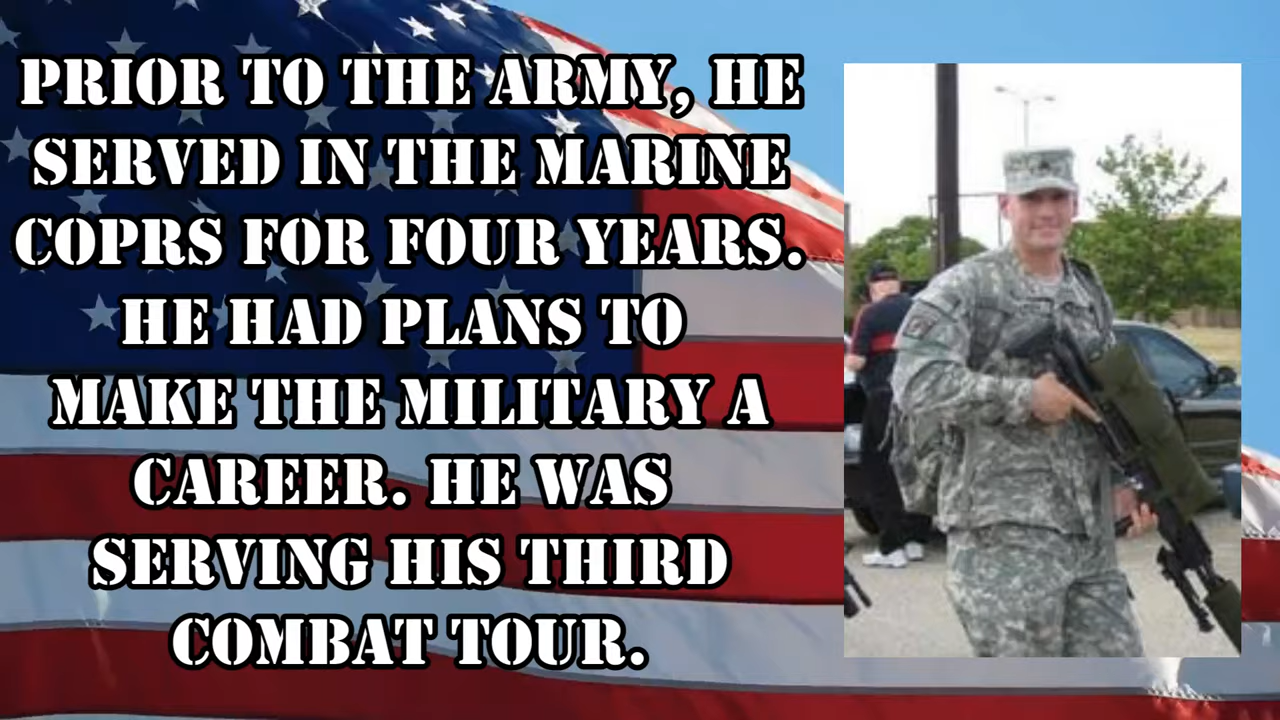 PRIOR TO THE ARMY, HE
SERVED IN THE MARINE
COPRS FOR FOUR YEARS.
HE HAD PLANS TO
MAKE THE MILITARY A
CAREER. HE WAS
SERVING HIS THIRD
COMBAT TOUR.